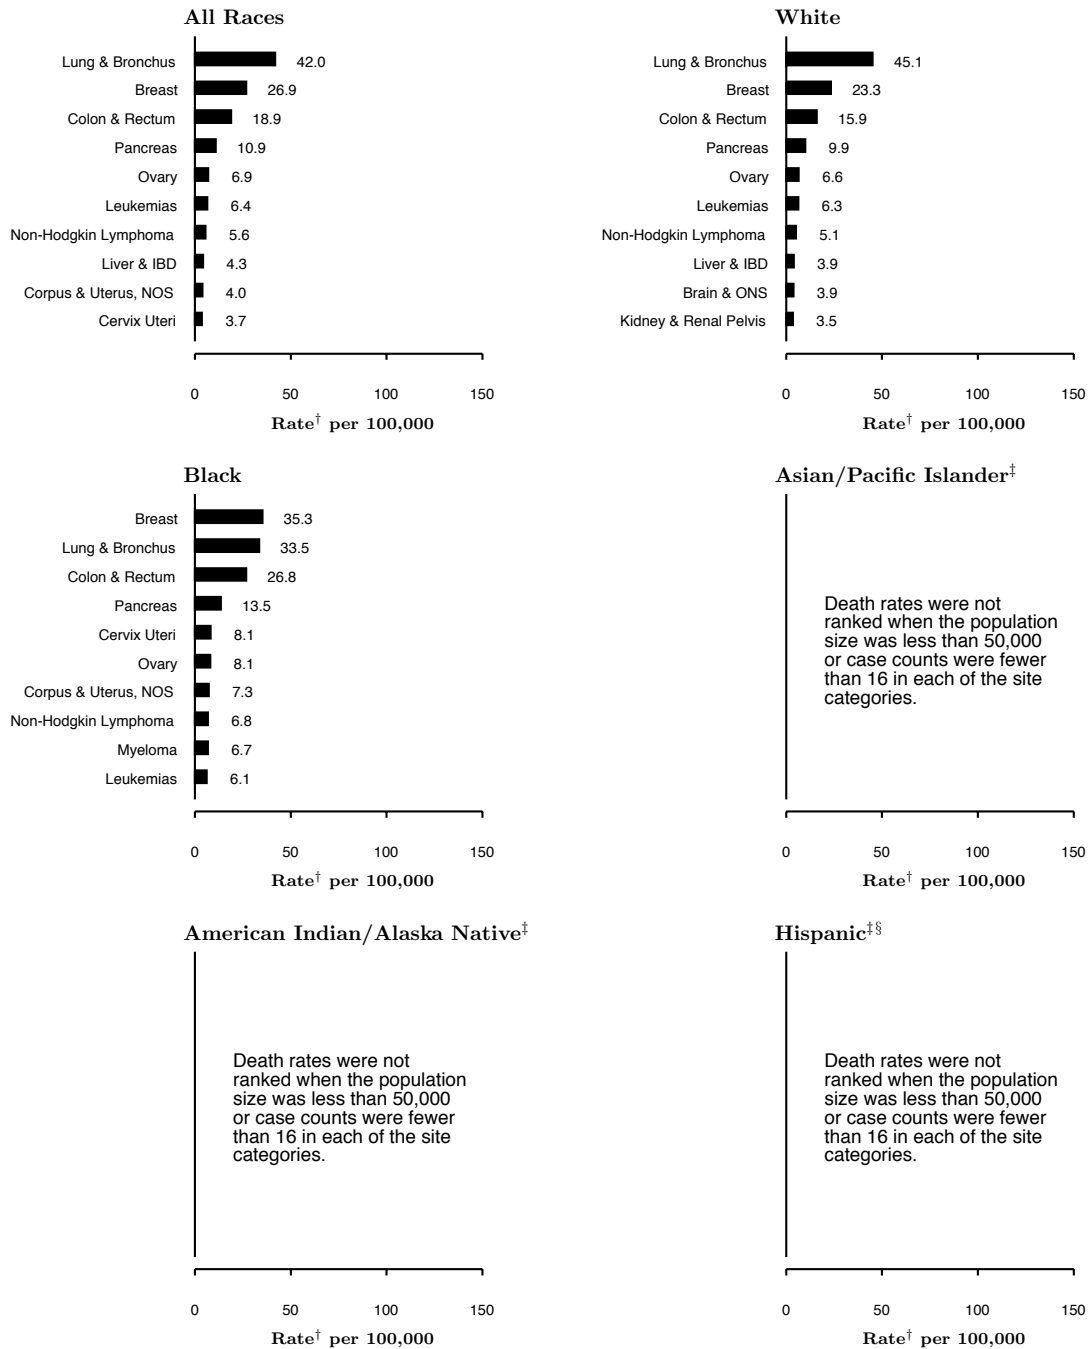 All Races
Lung & Bronchus 42.0
Breast 26.9
Colon & Rectum 18.9
Pancreas 10.9
Ovary 6.9
Leukemias 6.4
Non-Hodgkin Lymphoma 5.6
Liver & IBD 4.3
Corpus & Uterus, NOS 4.0
Cervix Uteri 3.7
0 50 100 150
Rate† per 100,000
White
Lung & Bronchus 45.1
Breast 23.3
Colon & Rectum 15.9
Pancreas 9.9
Ovary 6.6
Leukemias 6.3
Non-Hodgkin Lymphoma 5.1
Liver & IBD 3.9
Brain & ONS 3.9
Kidney & Renal Pelvis 3.5
0 50 100 150
Rate† per 100,000
Black
Breast 35.3
Lung & Bronchus 33.5
Colon & Rectum 26.8
Pancreas 13.5
Cervix Uteri 8.1
Ovary 8.1
Corpus & Uterus, NOS 7.3
Non-Hodgkin Lymphoma 6.8
Myeloma 6.7
Leukemias 6.1
0 50 100 150
Rate† per 100,000
Asian/Pacific Islander‡
Death rates were not
ranked when the population
size was less than 50,000
or case counts were fewer
than 16 in each of the site
categories.
0 50 100 150
Rate† per 100,000
American Indian/Alaska Native‡
Death rates were not
ranked when the population
size was less than 50,000
or case counts were fewer
than 16 in each of the site
categories.
0 50 100 150
Rate† per 100,000
Hispanic‡§
Death rates were not
ranked when the population
size was less than 50,000
or case counts were fewer
than 16 in each of the site
categories.
0 50 100 150
Rate† per 100,000